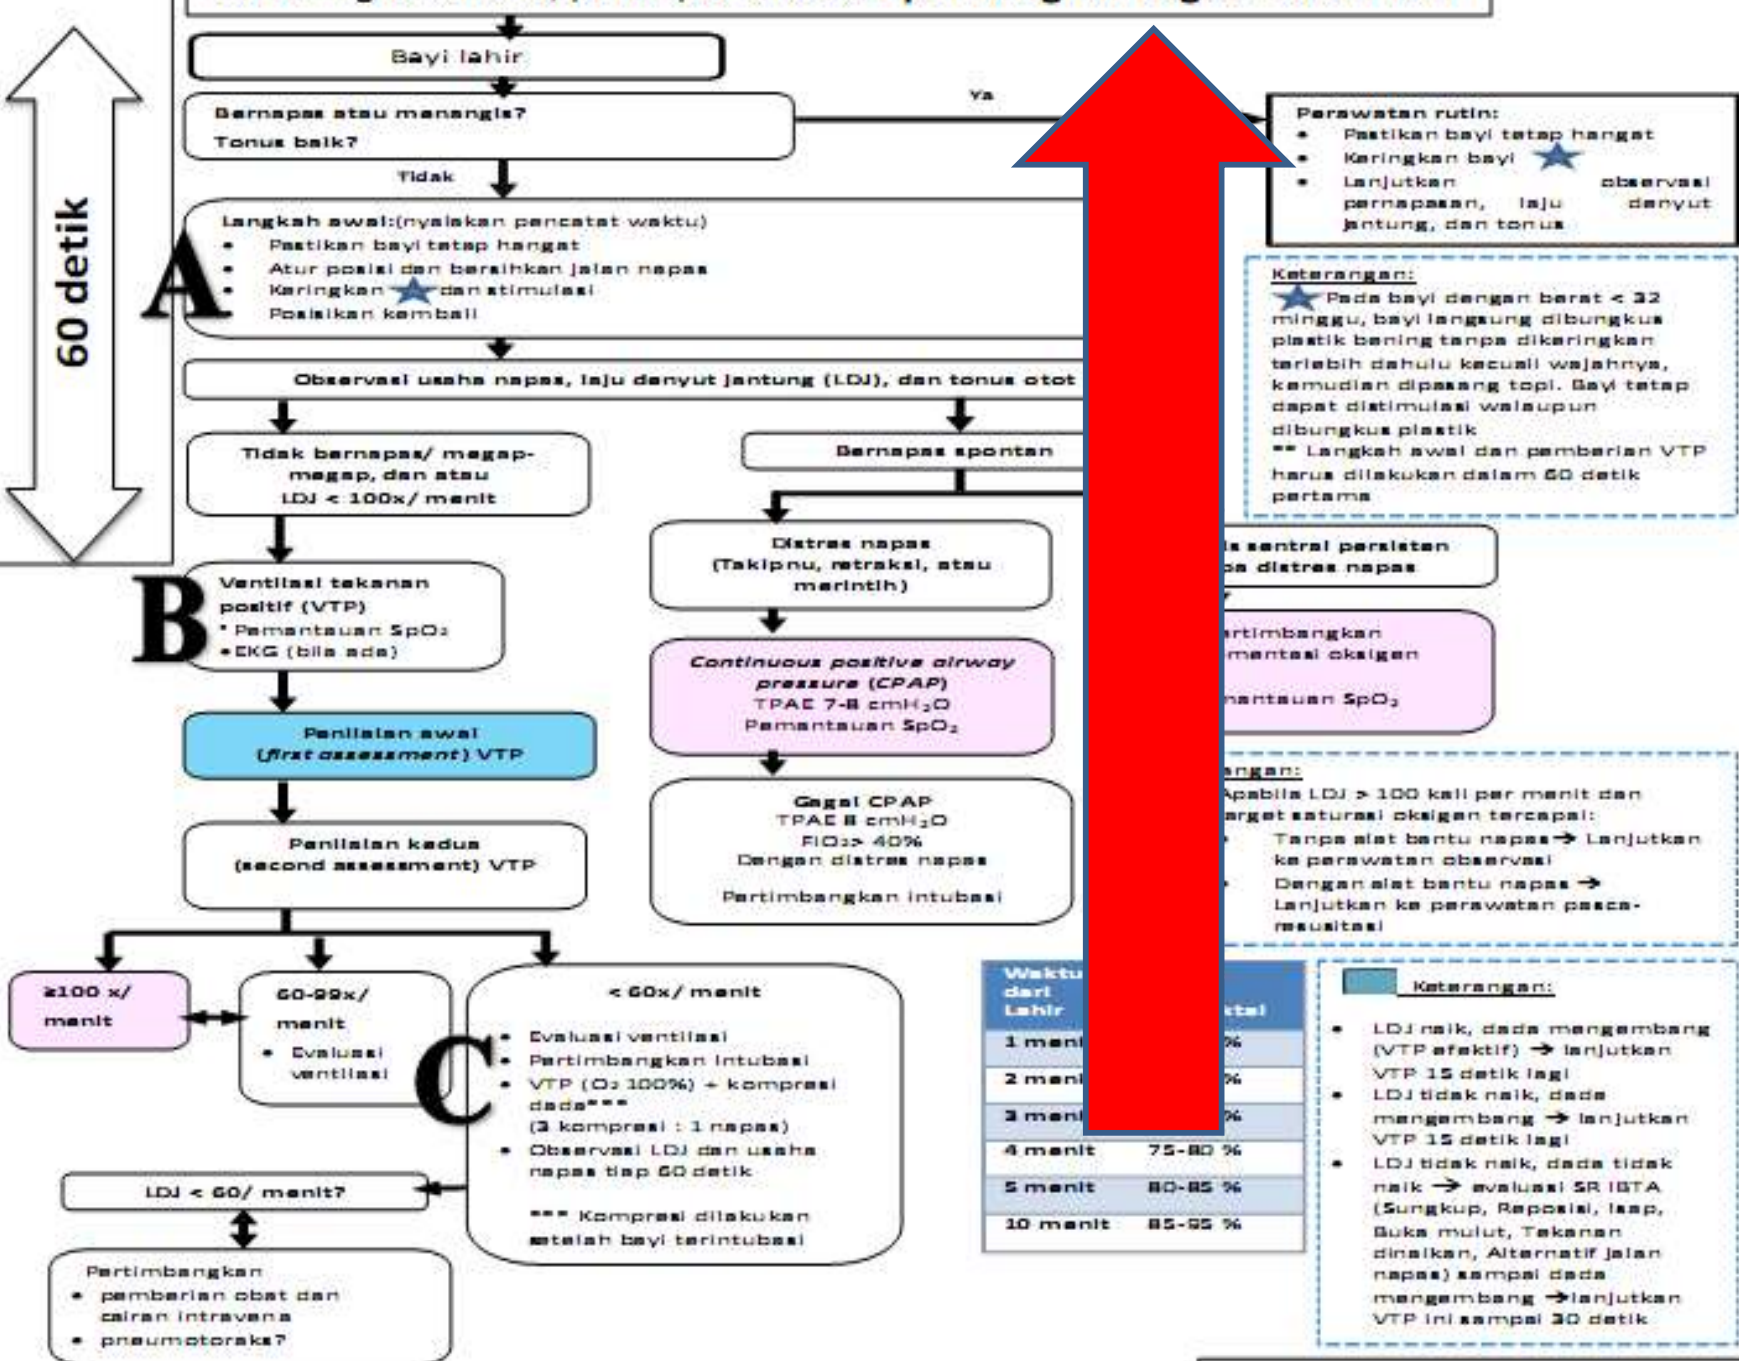 Bayi lahir
Bernapas atau menangis?
Tonus baik?
Ya
Tidak
Perawatan rutin:
• Pastikan bayi tetap hangat
• Keringkan bayi
• Lanjutkan observasi
pernapasan, laju denyut
jantung, dan tonus
60 detik
A
Langkah awal:(nyalakan pencatat waktu)
• Pastikan bayi tetap hangat
• Atur posisi dan bersihkan jalan napas
• Keringkan dan stimulasi
Posisikan kembali
Keterangan:
Pada bayi dengan berat < 32
minggu, bayi langsung dibungkus
plastik bening tanpa dikeringkan
terlebih dahulu kecuali wajahnya,
kemudian dipasang topi. Bayi tetap
dapat distimulasi walaupun
dibungkus plastik
** Langkah awal dan pemberian VTP
harus dilakukan dalam 60 detik
pertama
Observasi usaha napas, laju denyut jantung (LDJ), dan tonus otot
Tidak bernapas/ megap-
megap, dan atau
LDJ < 100x/ menit
Bernapas spontan
B
Ventilasi tekanan
positif (VTP)
* Pemantauan SpO₂
•EKG (bila ada)
Distres napas
(Takipnu, retraksi, atau
merintih)
sentral persisten
distres napas
Continuous positive airway
pressure (CPAP)
TPAE 7-8 cmH₂O
Pemantauan SpO₂
oksigen
SpO₂
Penilaian awal
(first assessment) VTP
Penilaian kedua
(second assessment) VTP
Gagal CPAP
TPAE 8 cmH₂O
FiO₂> 40%
Dengan distres napas
Pertimbangkan intubasi
Apabila LDJ > 100 kali per menit dan
saturasi oksigen tercapai:
Tanpa alat bantu napas→ Lanjutkan
ke perawatan observasi
Dengan alat bantu napas →
Lanjutkan ke perawatan pasca-
resusitasi
≥100 x/
menit
60-99x/
menit
• Evaluasi
ventilasi
C
< 60x/ menit
• Evaluasi ventilasi
• Pertimbangkan Intubasi
• VTP (O₂ 100%) + kompresi
dada***
(3 kompresi : 1 napas)
• Observasi LDJ dan usaha
napas tiap 60 detik
*** Kompresi dilakukan
setelah bayi terintubasi
LDJ < 60/ menit?
Pertimbangkan
• pemberian obat dan
cairan intravena
• pneumotoraks?
Waktu
dari
Lahir
1
%
2
%
3
%
4 menit 75-80 %
5 menit 80-85 %
10 menit 85-95 %
Keterangan:
• LDJ naik, dada mengembang
(VTP efektif) → lanjutkan
VTP 15 detik lagi
• LDJ tidak naik, dada
mengembang → lanjutkan
VTP 15 detik lagi
• LDJ tidak naik, dada tidak
naik → evaluasi SR IBTA
(Sungkup, Reposisi, Isap,
Buka mulut, Tekanan
dinaikan, Alternatif jalan
napas) sampai dada
mengembang →lanjutkan
VTP ini sampai 30 detik